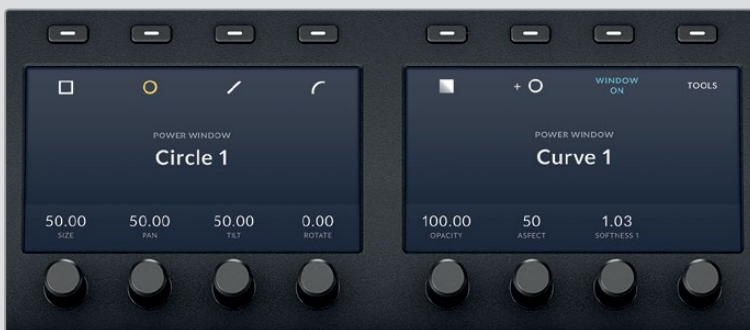 POWER WINDOW
Circle 1
50.00 50.00 50.00 0.00
SIZE PAN TILT ROTATE
WINDOW
ON
TOOLS
POWER WINDOW
Curve 1
100.00 50 1.03
OPACITY ASPECT SOFTNESS 1